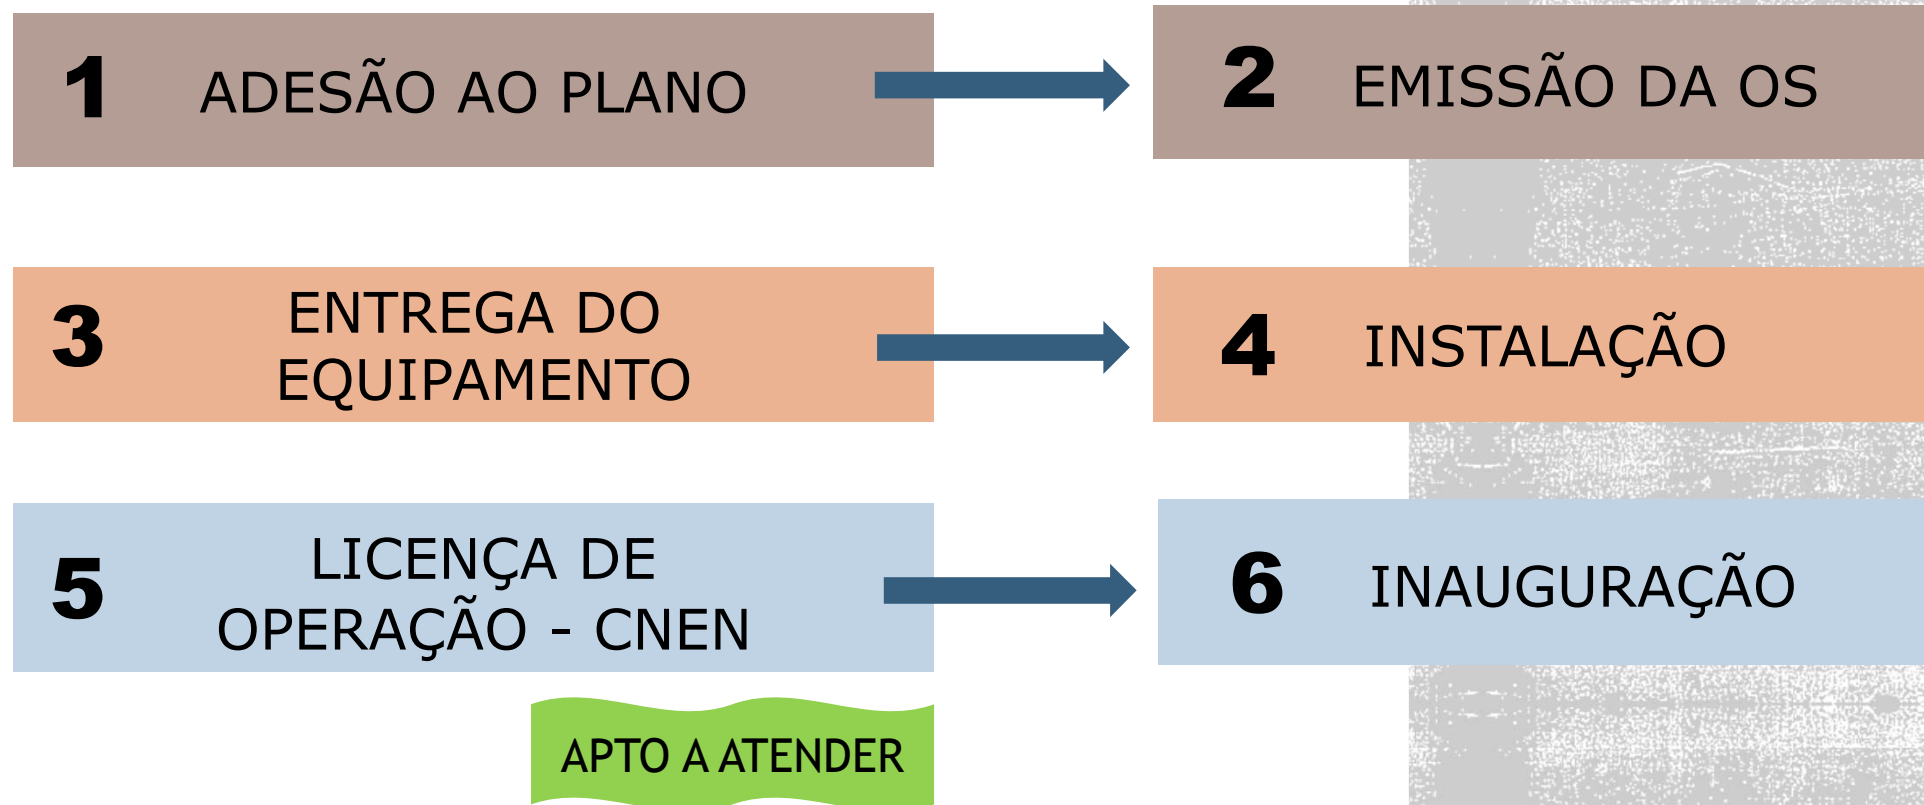 1 ADESÃO AO PLANO
2 EMISSÃO DA OS
3 ENTREGA DO
EQUIPAMENTO
4 INSTALAÇÃO
5 LICENÇA DE
OPERAÇÃO - CNEN
6 INAUGURAÇÃO
APTO A ATENDER